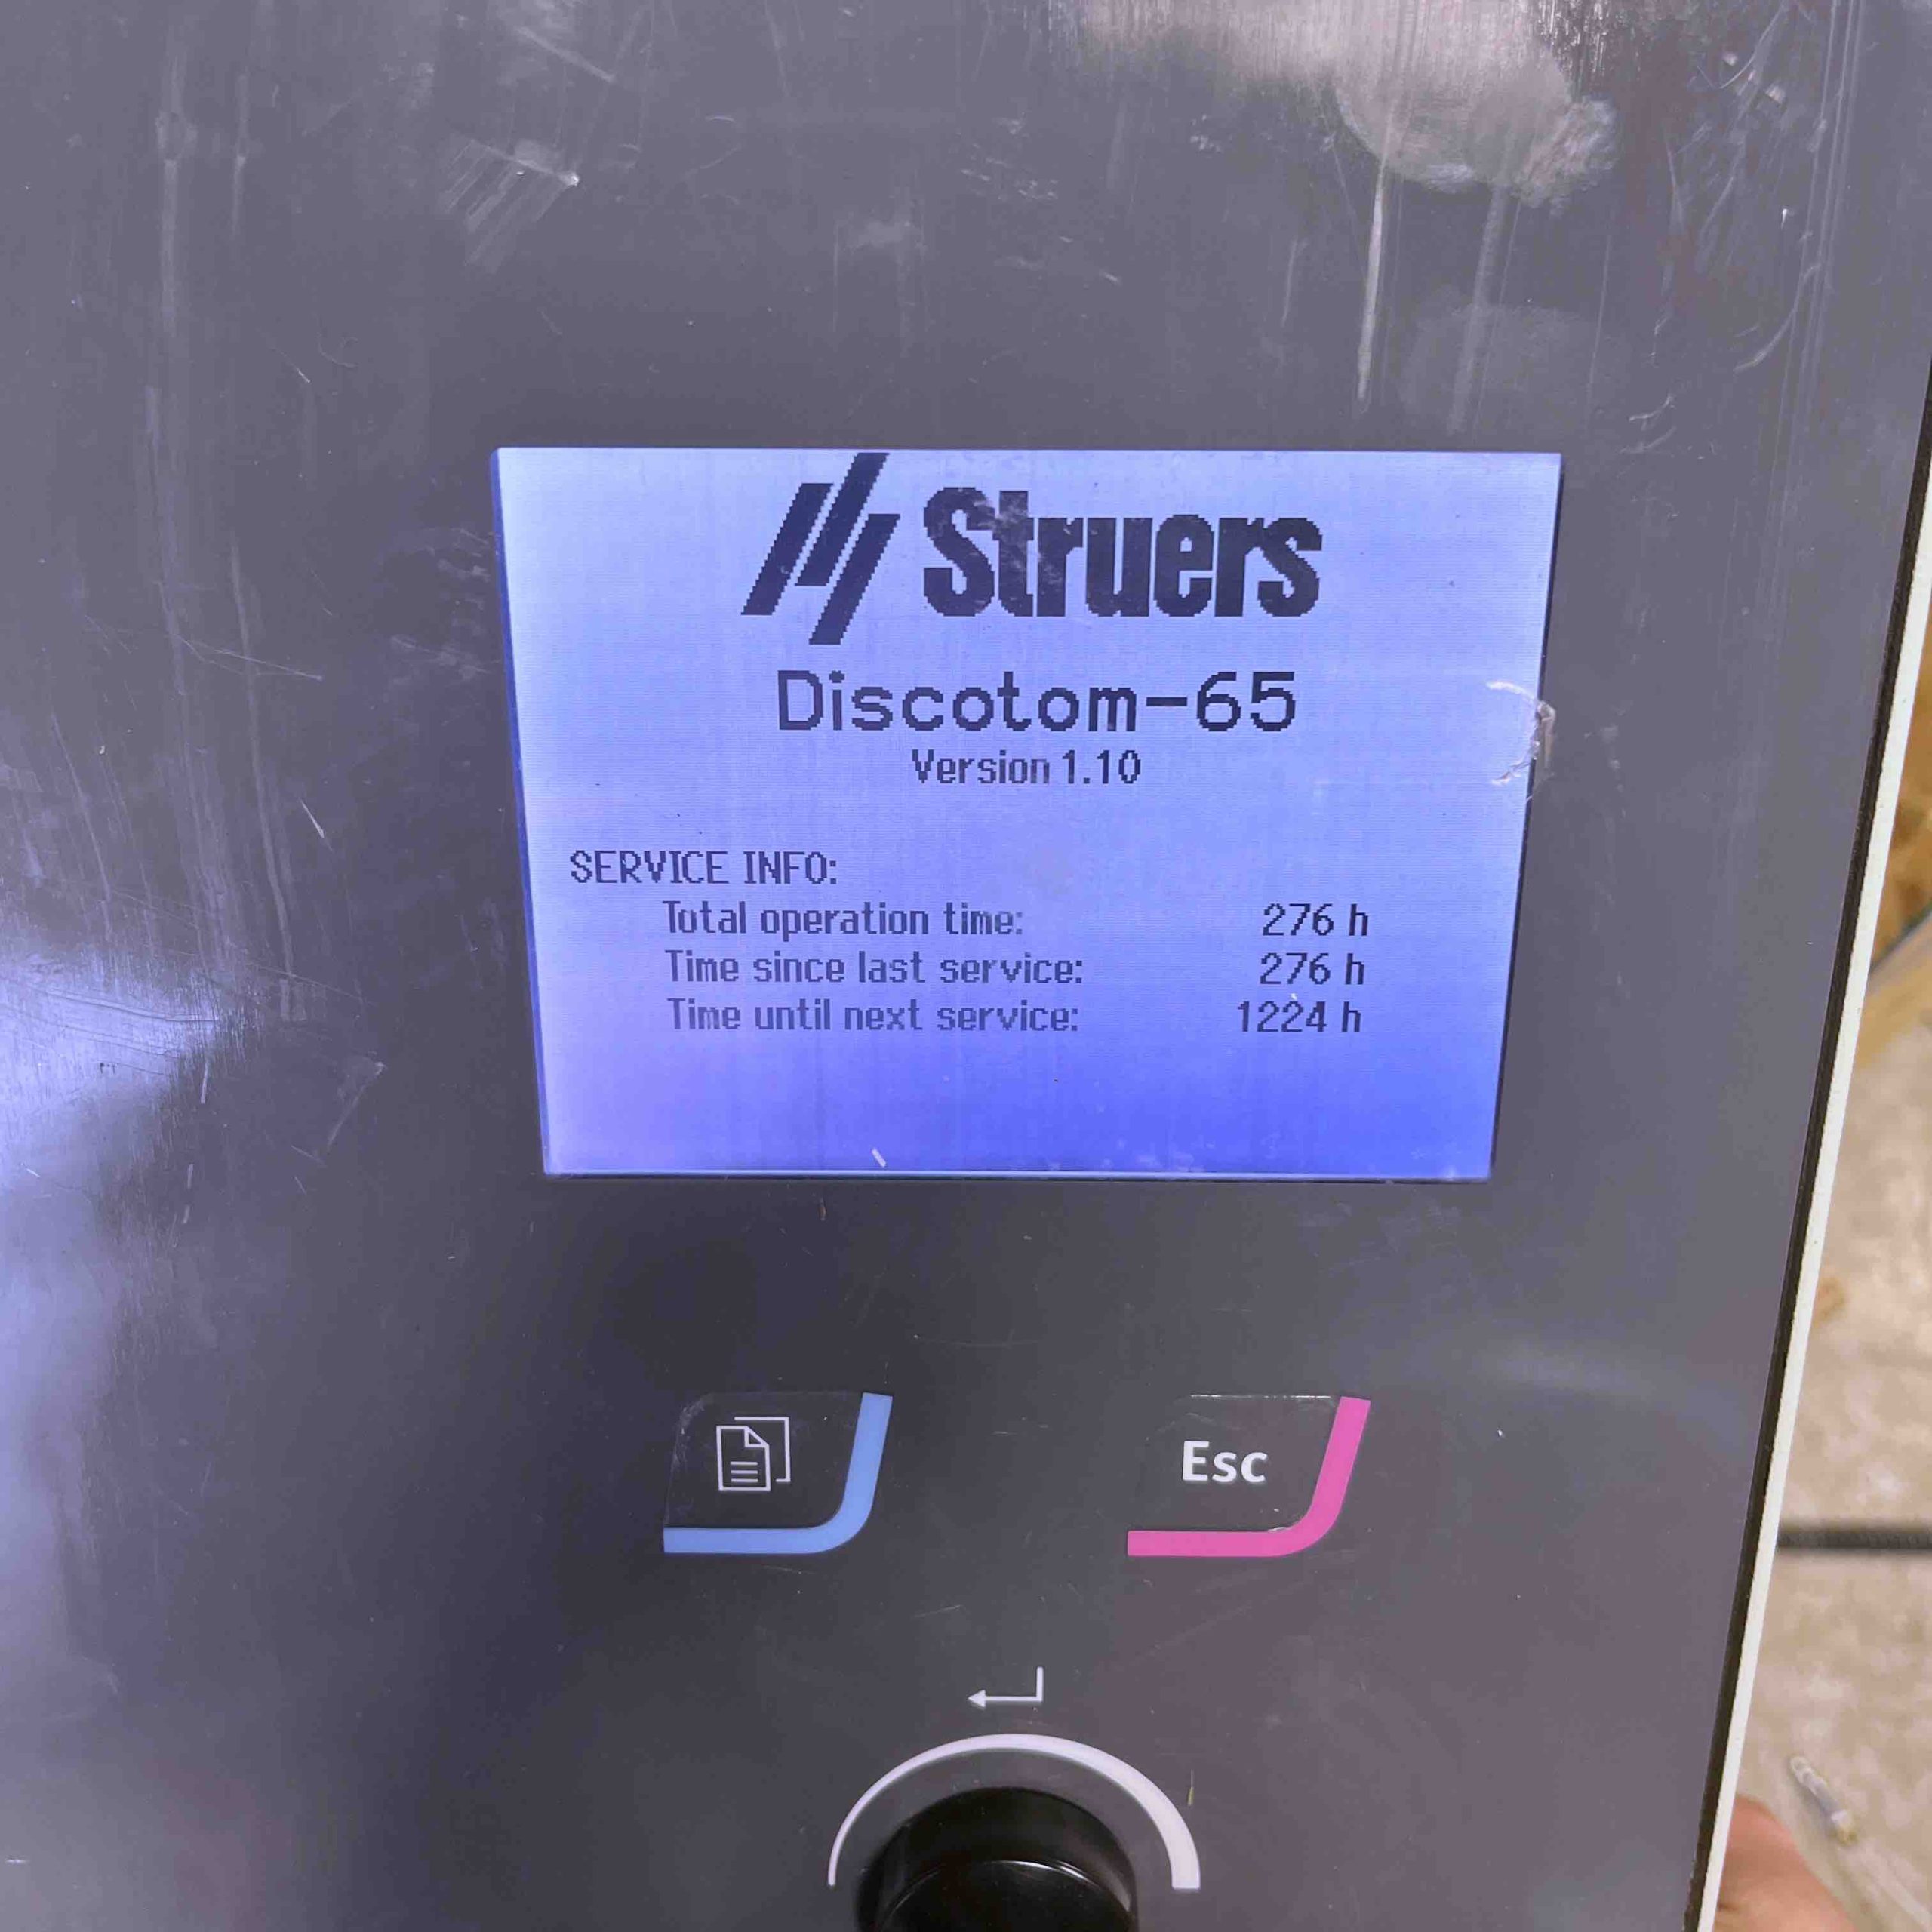 Struers
Discotom-65
Version 1.10
SERVICE INFO:
Total operation time: 276 h
Time since last service: 276 h
Time until next service: 1224 h
Esc